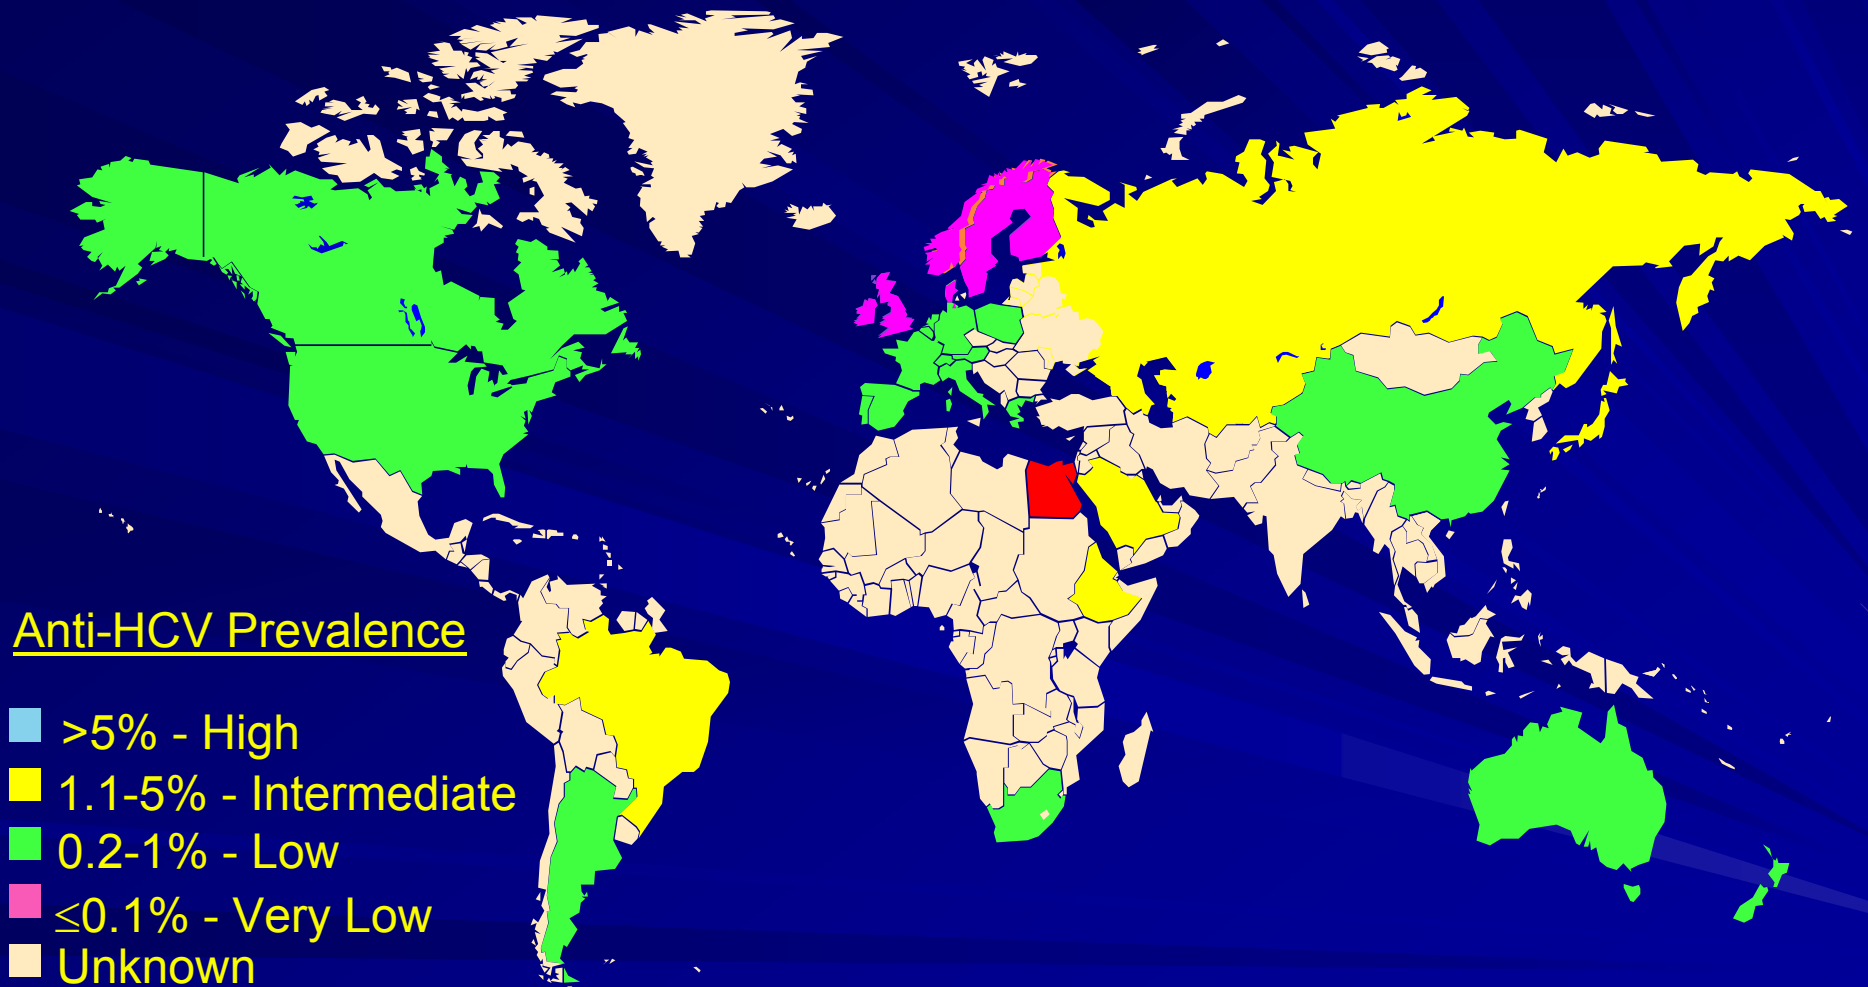 Anti-HCV Prevalence
>5% - High
1.1-5% - Intermediate
0.2-1% - Low
≤0.1% - Very Low
Unknown